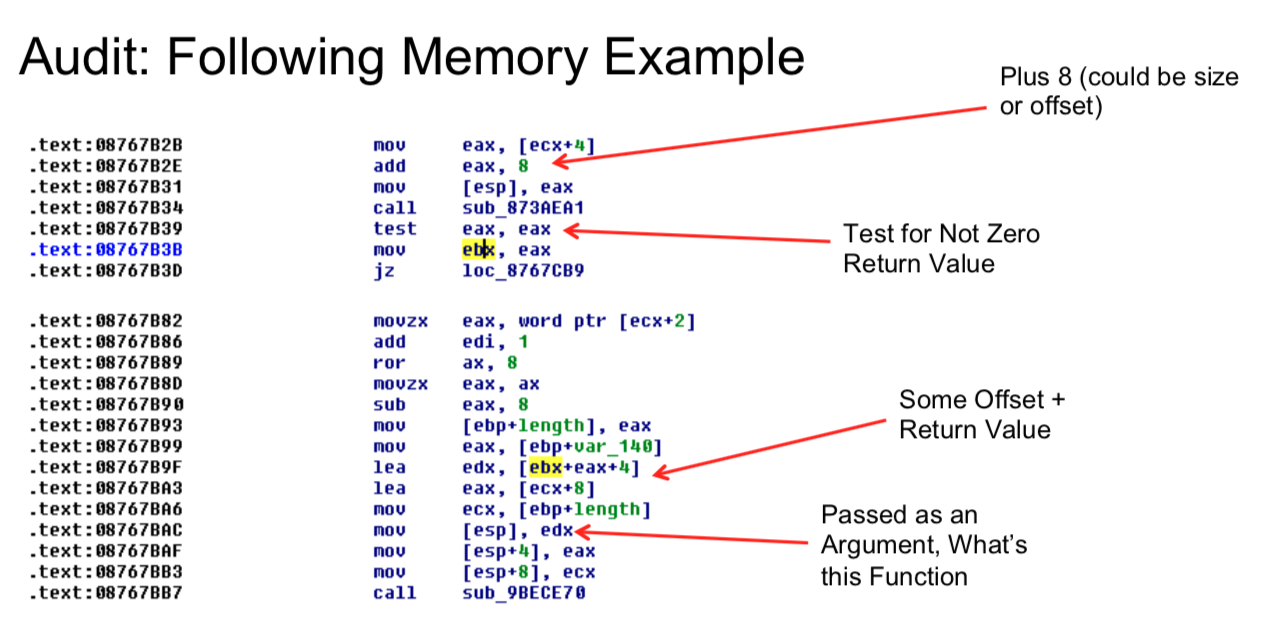 Audit: Following Memory Example
Plus 8 (could be size
or offset)
.text:08767B2B mov eax, [ecx+4]
.text:08767B2E add eax, 8
.text:08767B31 mov [esp], eax
.text:08767B34 call sub_873AEA1
.text:08767B39 test eax, eax
.text:08767B3B mov ebx, eax
.text:08767B3D jz loc_8767CB9
Test for Not Zero
Return Value
.text:08767B82 movzx eax, word ptr [ecx+2]
.text:08767B86 add edi, 1
.text:08767B89 ror ax, 8
.text:08767B8D movzx eax, ax
.text:08767B90 sub eax, 8
.text:08767B93 mov [ebp+length], eax
.text:08767B99 mov eax, [ebp+var_140]
.text:08767B9F lea edx, [ebx+eax+4]
.text:08767BA3 lea eax, [ecx+8]
.text:08767BA6 mov ecx, [ebp+length]
.text:08767BAC mov [esp], edx
.text:08767BAF mov [esp+4], eax
.text:08767BB3 mov [esp+8], ecx
.text:08767BB7 call sub_9BECE70
Some Offset +
Return Value
Passed as an
Argument, What's
this Function